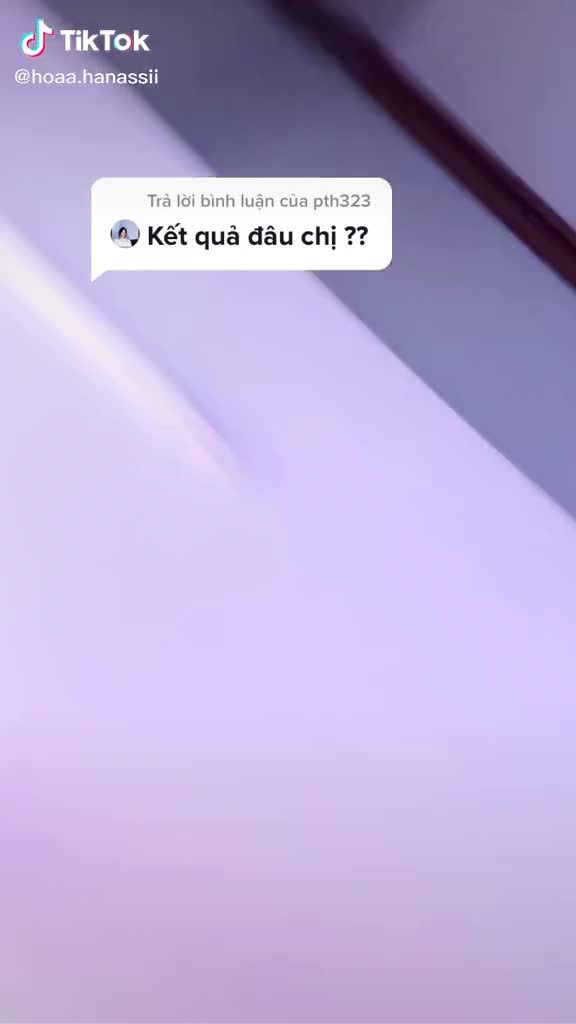 TikTok
@hoaa.hanassii
Trả lời bình luận của pth323
Kết quả đâu chị ??